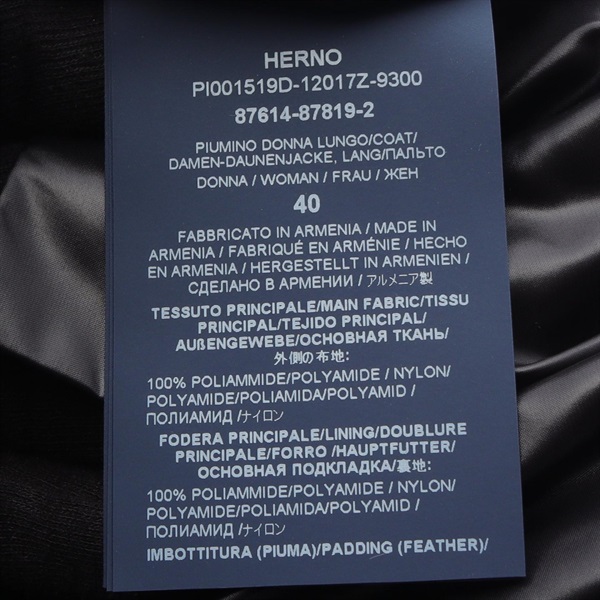 HERNO
PI001519D-12017Z-9300
87614-87819-2
PIUMINO DONNA LUNGO/COAT/
DAMEN-DAUNENJACKE, LANG/ПАЛЬТО
DONNA / WOMAN / FRAU / ЖЕН
40
FABBRICATO IN ARMENIA / MADE IN
ARMENIA / FABRIQUÉ EN ARMÉNIE / HECHO
EN ARMENIA / HERGESTELLT IN ARMENIEN /
СДЕЛАНО В АРМЕНИИ / アルメニア製
TESSUTO PRINCIPALE/MAIN FABRIC/TISSU
PRINCIPAL/TEJIDO PRINCIPAL/
AUßENGEWEBE/ОСНОВНАЯ ТКАНЬ/
外側の布地:
100% POLIAMMIDE/POLYAMIDE / NYLON/
POLYAMIDE/POLIAMIDA/POLYAMID /
ПОЛИАМИД /ナイロン
FODERA PRINCIPALE/LINING/DOUBLURE
PRINCIPALE/FORRO /HAUPTFUTTER/
ОСНОВНАЯ ПОДКЛАДКА/裏地:
100% POLIAMMIDE/POLYAMIDE / NYLON/
POLYAMIDE/POLIAMIDA/POLYAMID /
ПОЛИАМИД /ナイロン
IMBOTTITURA (PIUMA)/PADDING (FEATHER)/